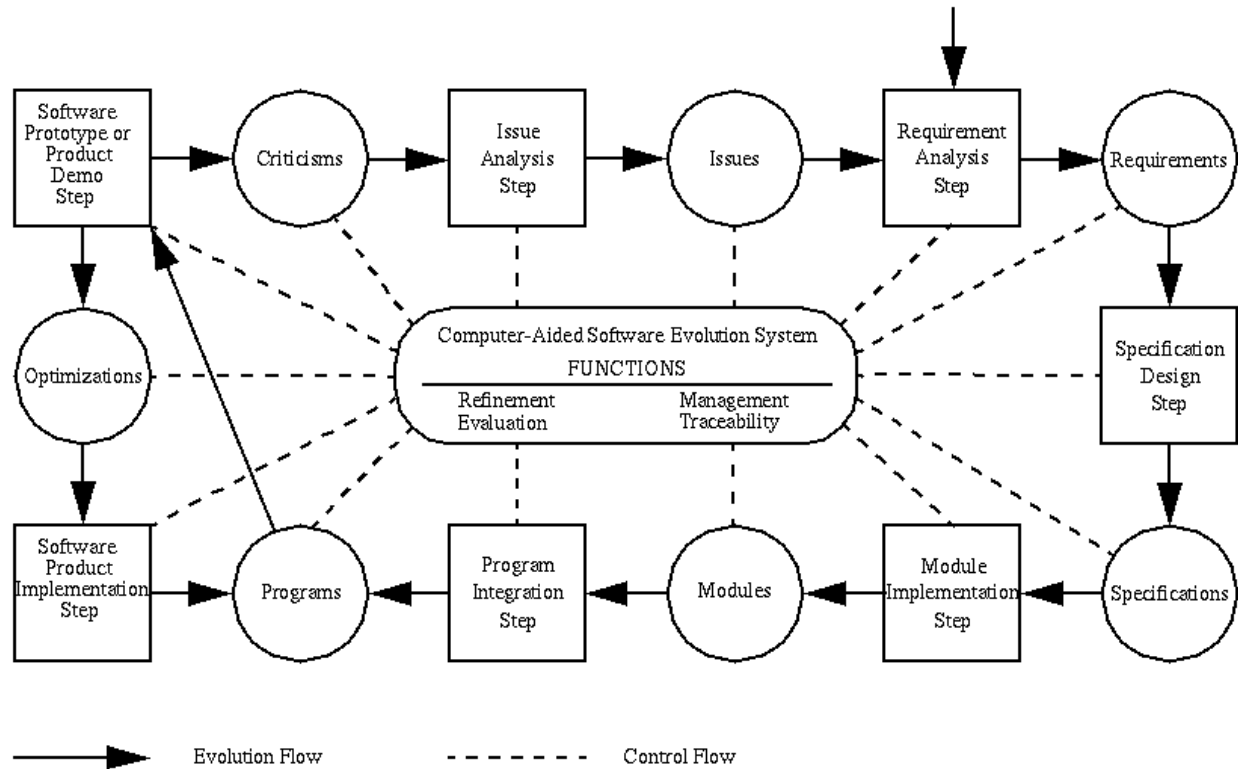 Software
Prototype or
Product
Demo
Step
Criticisms
Issue
Analysis
Step
Issues
Requirement
Analysis
Step
Requirements
Computer-Aided Software Evolution System
FUNCTIONS
Refinement
Evaluation
Management
Traceability
Optimizations
Specification
Design
Step
Software
Product
Implementation
Step
Programs
Program
Integration
Step
Modules
Module
Implementation
Step
Specifications
Evolution Flow
Control Flow